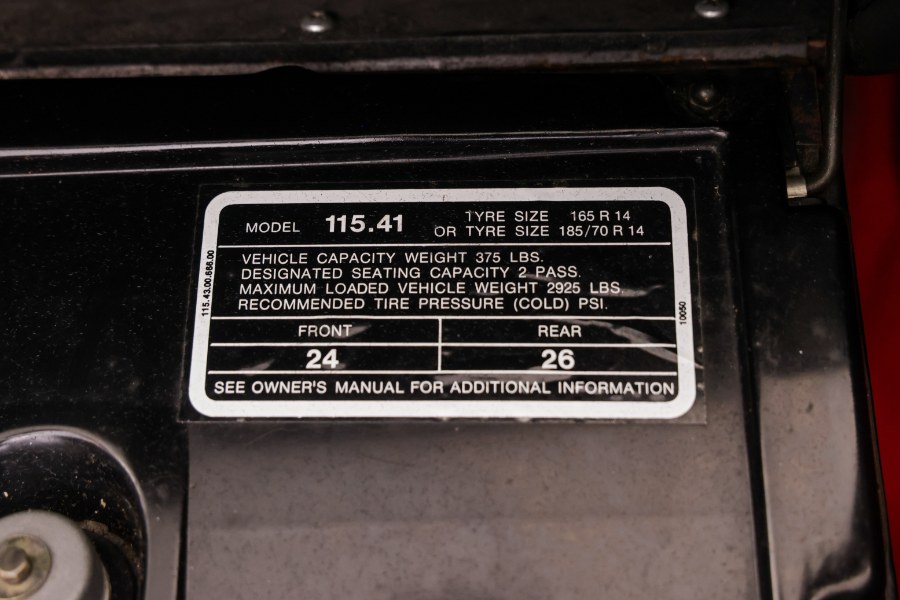 MODEL 115.41 TYRE SIZE 165 R 14
OR TYRE SIZE 185/70 R 14
VEHICLE CAPACITY WEIGHT 375 LBS.
DESIGNATED SEATING CAPACITY 2 PASS.
MAXIMUM LOADED VEHICLE WEIGHT 2925 LBS.
RECOMMENDED TIRE PRESSURE (COLD) PSI.
FRONT REAR
24 26
SEE OWNER'S MANUAL FOR ADDITIONAL INFORMATION
115.43.00.666.00
10050